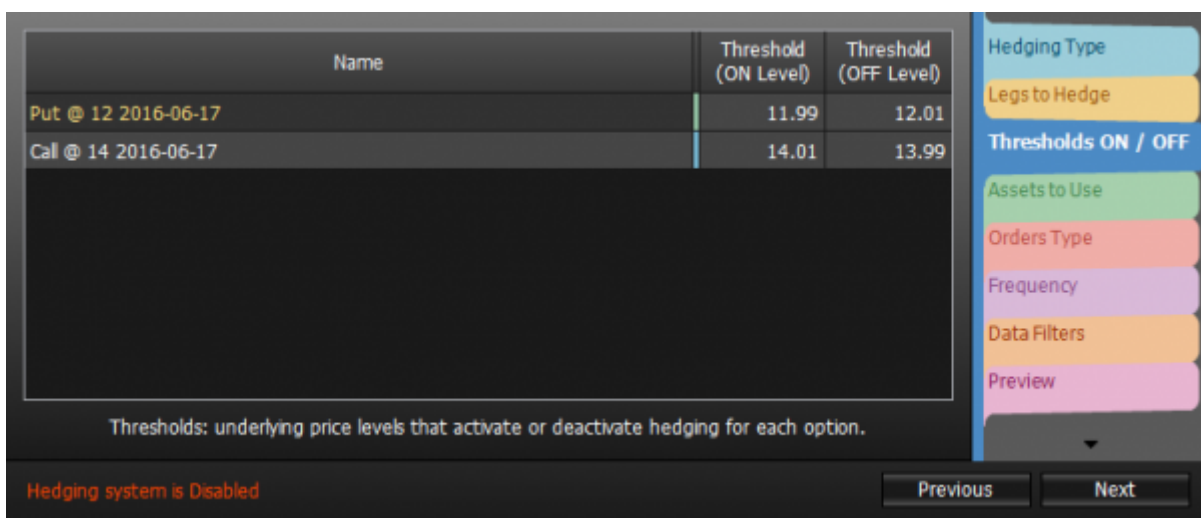 Name
Threshold
(ON Level)
Threshold
(OFF Level)
Put @ 12 2016-06-17 11.99 12.01
Call @ 14 2016-06-17 14.01 13.99
Thresholds: underlying price levels that activate or deactivate hedging for each option.
Hedging Type
Legs to Hedge
Thresholds ON / OFF
Assets to Use
Orders Type
Frequency
Data Filters
Preview
Hedging system is Disabled
Previous
Next